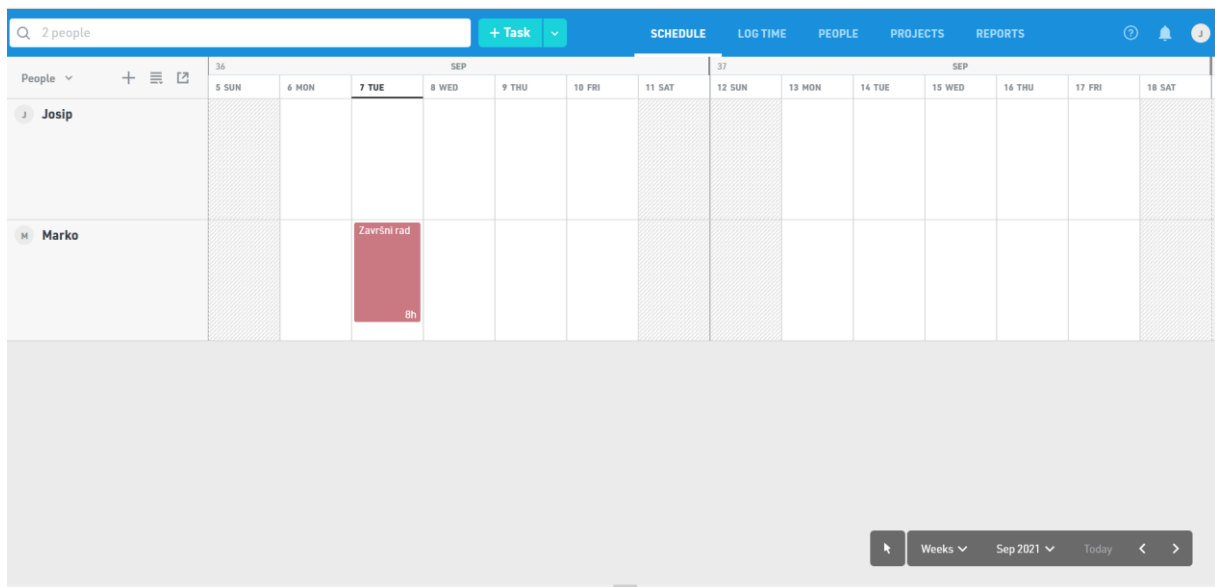 2 people
+ Task
SCHEDULE
LOG TIME
PEOPLE
PROJECTS
REPORTS
?
J
People
36 SEP 37 SEP
5 SUN 6 MON 7 TUE 8 WED 9 THU 10 FRI 11 SAT 12 SUN 13 MON 14 TUE 15 WED 16 THU 17 FRI 18 SAT
J Josip
M Marko
Završni rad
8h
Weeks Sep 2021 Today